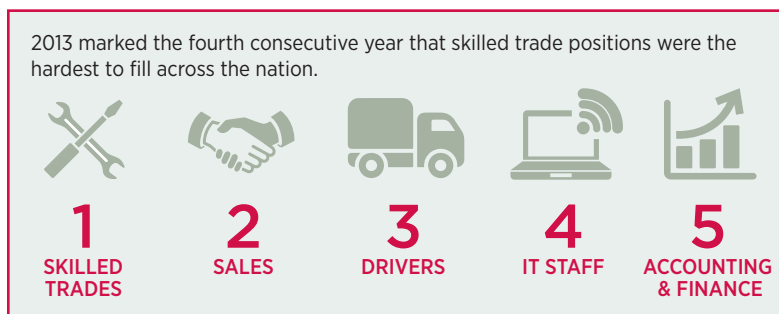 2013 marked the fourth consecutive year that skilled trade positions were the
hardest to fill across the nation.
1
SKILLED
TRADES
2
SALES
3
DRIVERS
4
IT STAFF
5
ACCOUNTING
& FINANCE